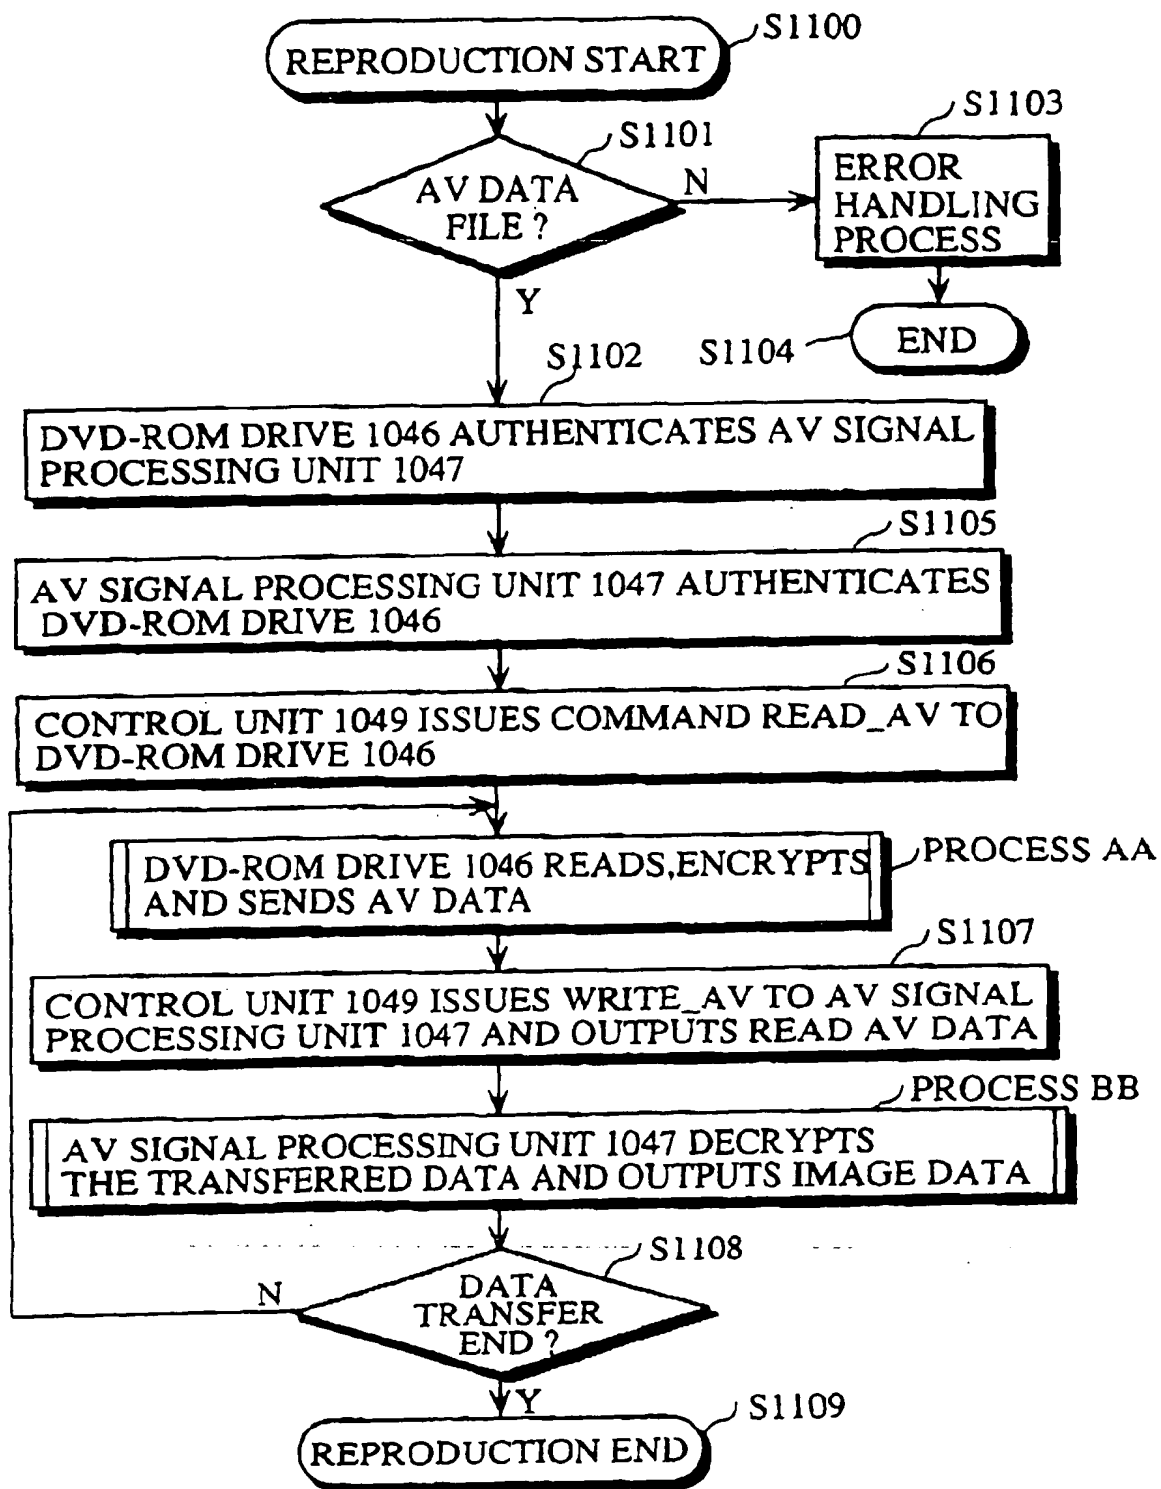 S1100
REPRODUCTION START
S1101
AV DATA
FILE ?
N
Y
S1103
ERROR
HANDLING
PROCESS
S1104
END
S1102
DVD-ROM DRIVE 1046 AUTHENTICATES AV SIGNAL
PROCESSING UNIT 1047
S1105
AV SIGNAL PROCESSING UNIT 1047 AUTHENTICATES
DVD-ROM DRIVE 1046
S1106
CONTROL UNIT 1049 ISSUES COMMAND READ_AV TO
DVD-ROM DRIVE 1046
PROCESS AA
DVD-ROM DRIVE 1046 READS,ENCRYPTS
AND SENDS AV DATA
S1107
CONTROL UNIT 1049 ISSUES WRITE_AV TO AV SIGNAL
PROCESSING UNIT 1047 AND OUTPUTS READ AV DATA
PROCESS BB
AV SIGNAL PROCESSING UNIT 1047 DECRYPTS
THE TRANSFERRED DATA AND OUTPUTS IMAGE DATA
S1108
DATA
TRANSFER
END ?
N
Y
S1109
REPRODUCTION END